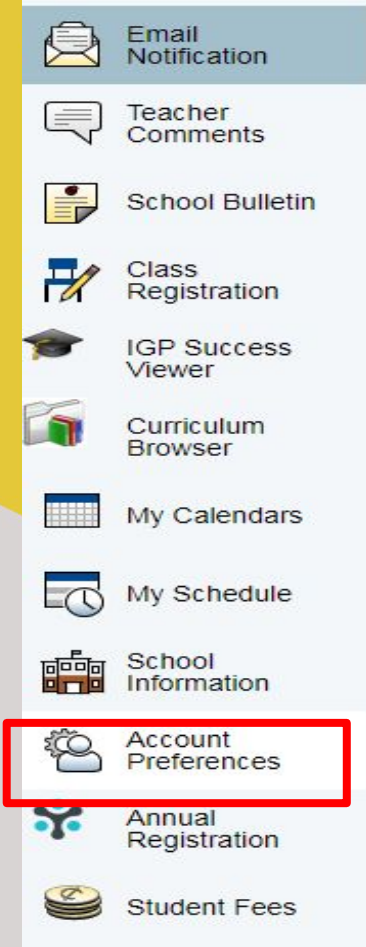 Email
Notification
Teacher
Comments
School Bulletin
Class
Registration
IGP Success
Viewer
Curriculum
Browser
My Calendars
My Schedule
School
Information
Account
Preferences
Annual
Registration
Student Fees